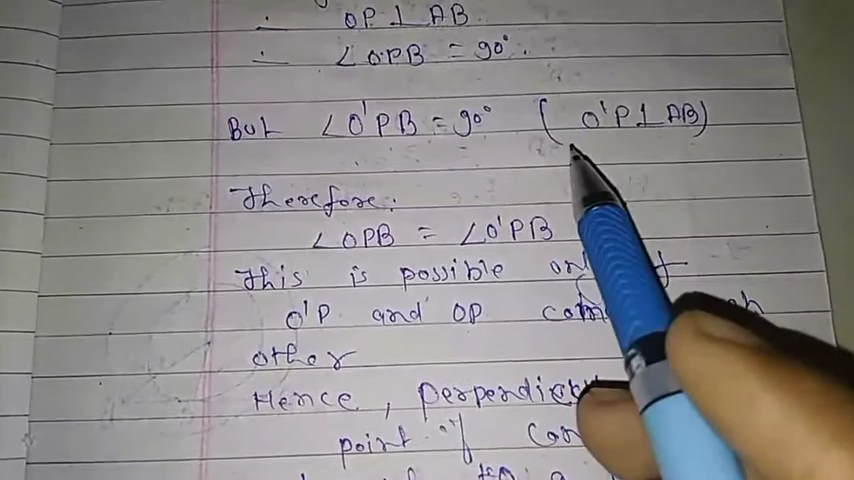 ∴ OP ⊥ AB
∴ ∠OPB = 90°.
But ∠O'PB = 90° ( O'P ⊥ AB)
Therefore.
∠OPB = ∠O'PB
This is possible
O'P and OP
other
Hence, perpendicu
point of